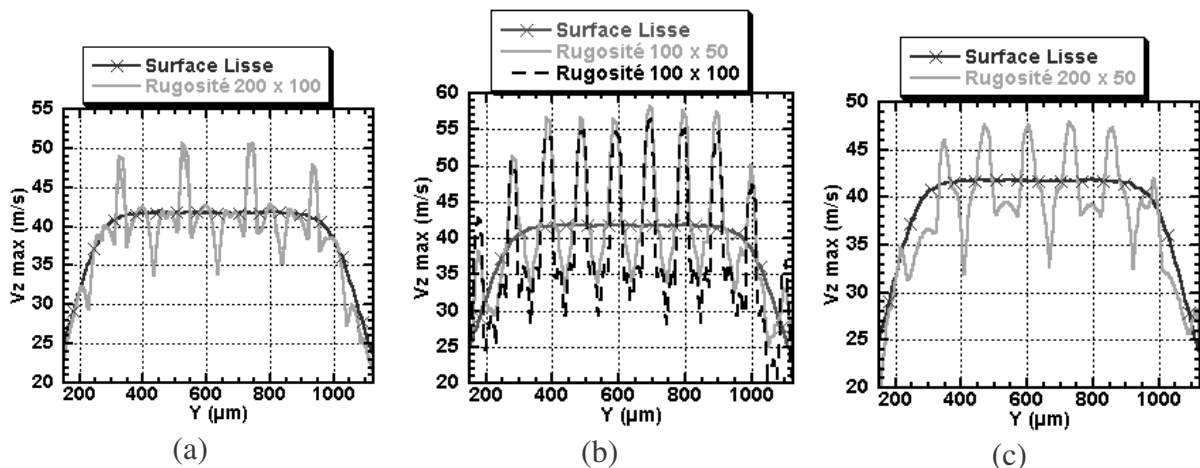 Surface Lisse
Rugosité 200 x 100
55
50
45
40
35
30
25
20
Vz max (m/s)
200 400 600 800 1000
Y (µm)
(a)
Surface Lisse
Rugosité 100 x 50
Rugosité 100 x 100
60
55
50
45
40
35
30
25
20
Vz max (m/s)
200 400 600 800 1000
Y (µm)
(b)
Surface Lisse
Rugosité 200 x 50
50
45
40
35
30
25
20
Vz max (m/s)
200 400 600 800 1000
Y (µm)
(c)